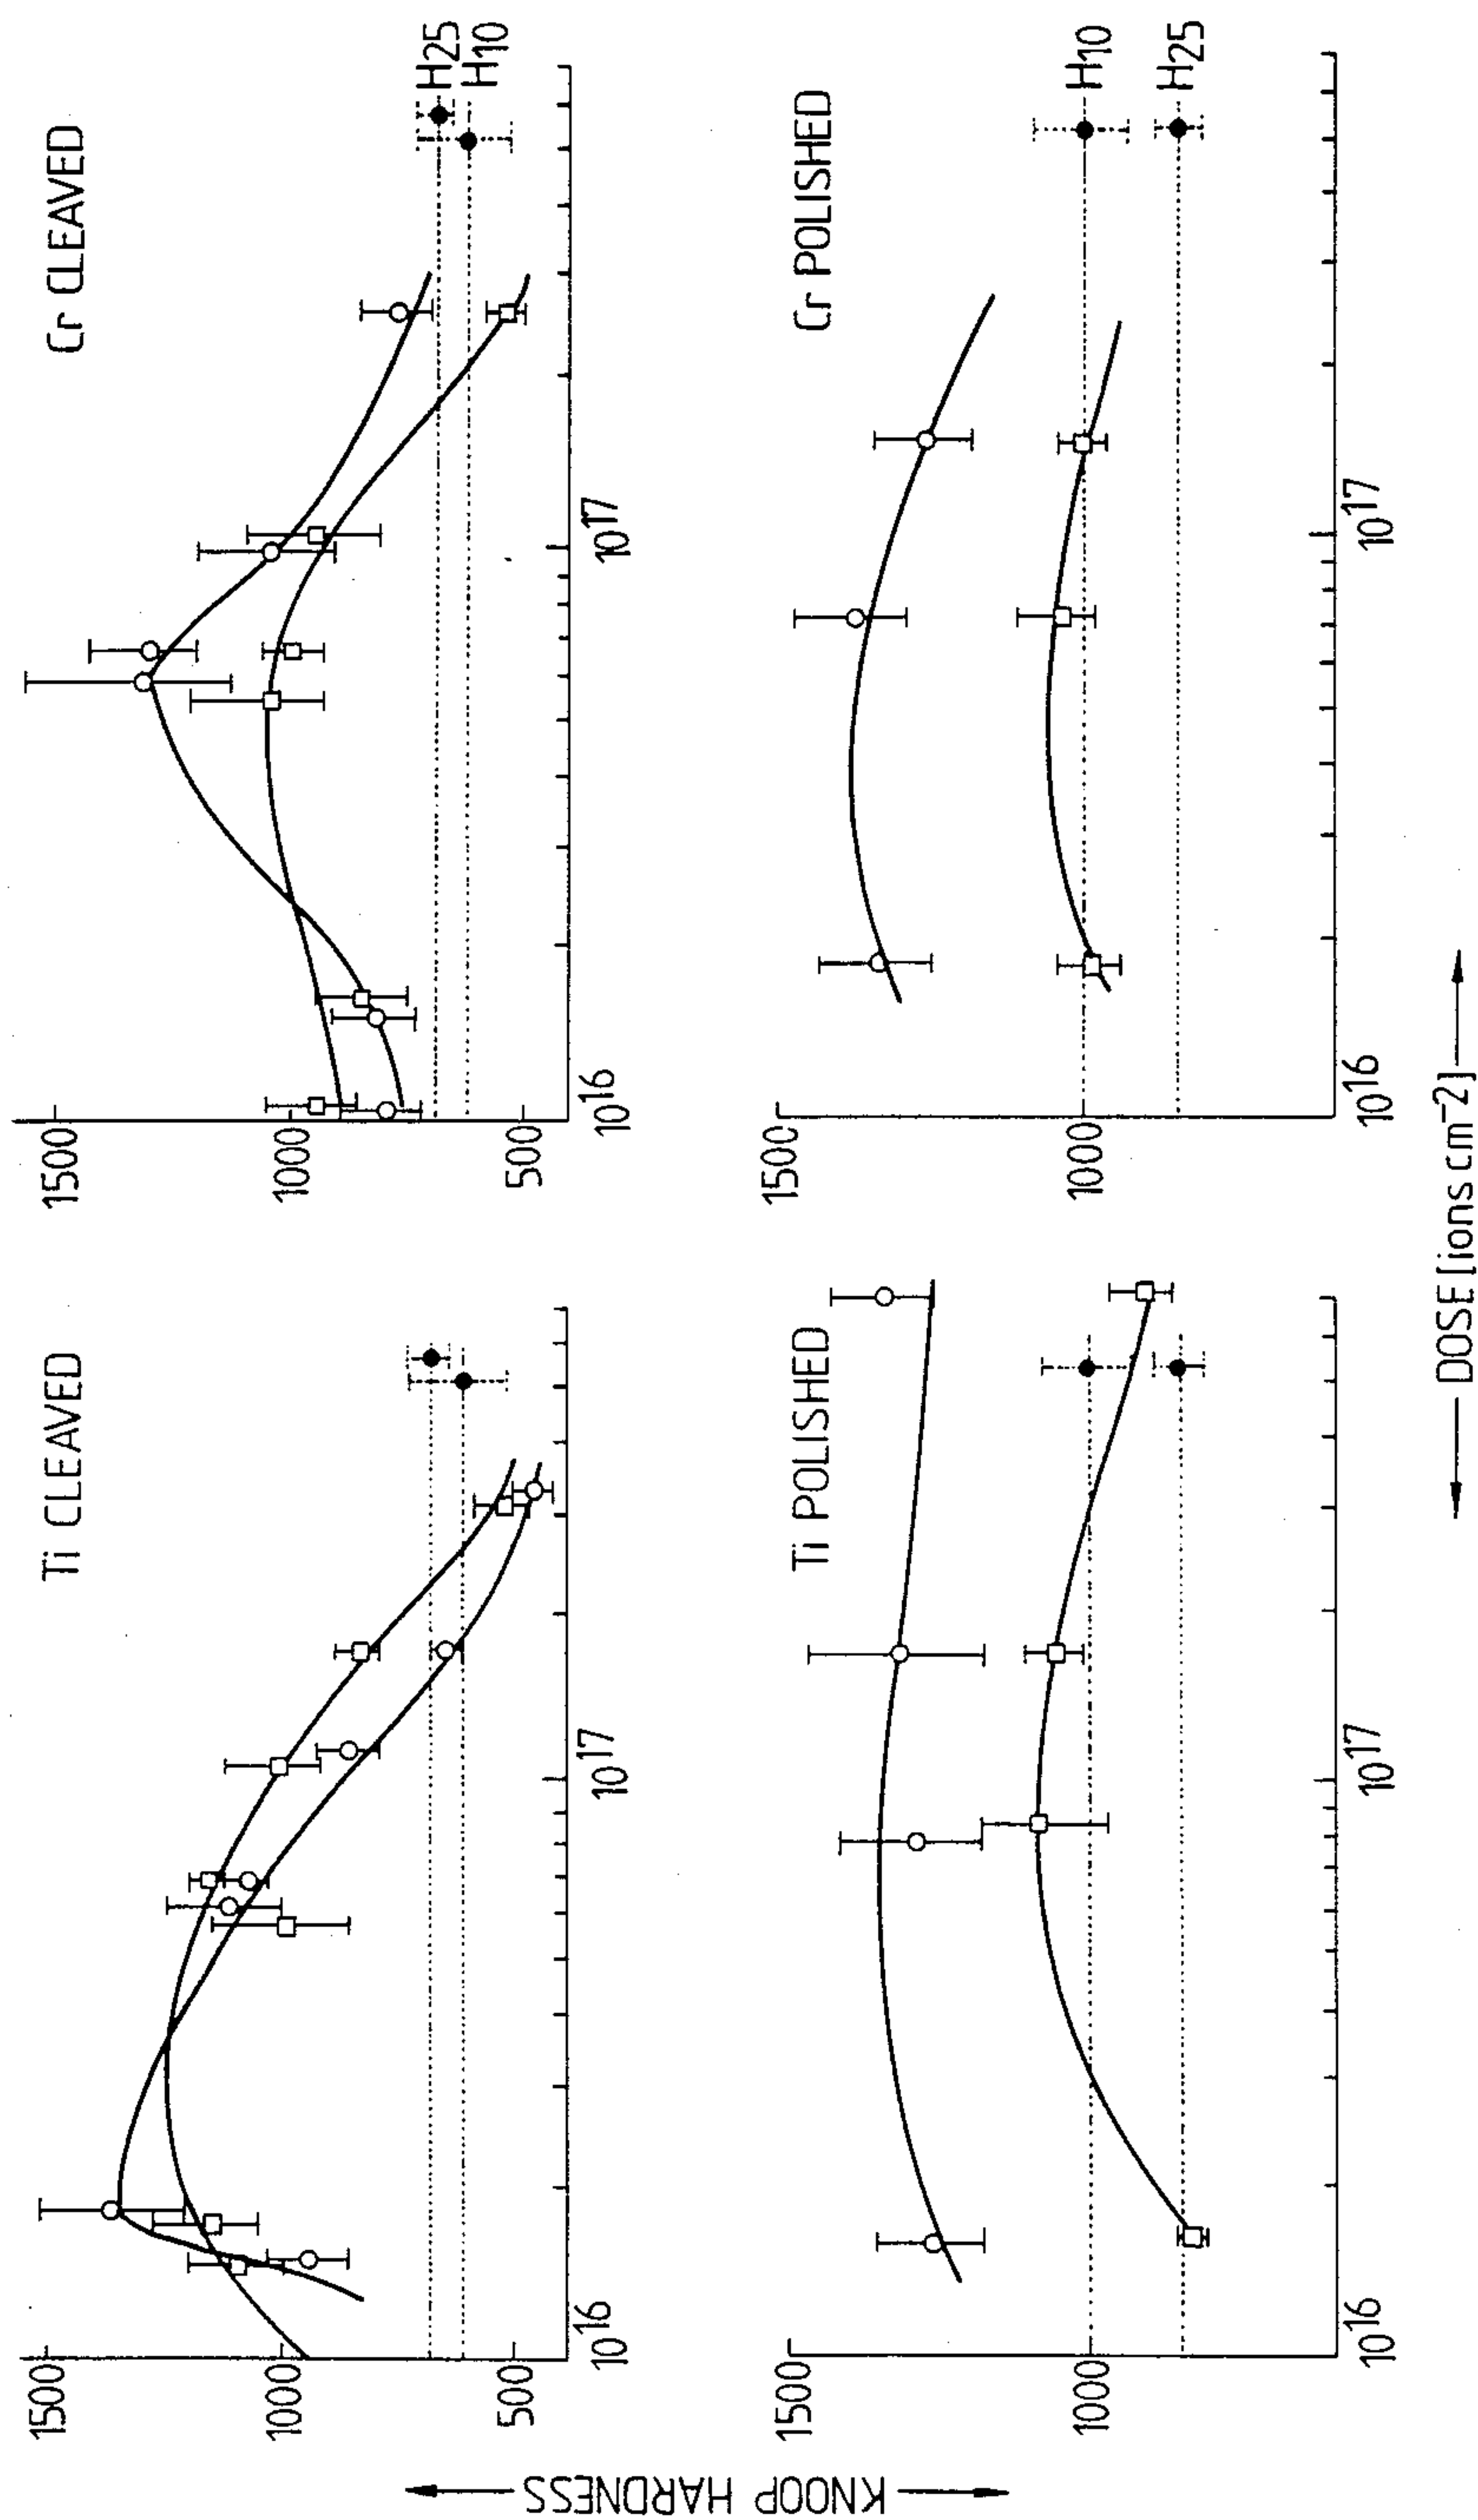 Ti CLEAVED
1500
1000
500
10^16
10^17
Cr CLEAVED
1500
1000
500
10^16
10^17
H25
H10
Ti POLISHED
1500
1000
10^16
10^17
Cr POLISHED
1500
1000
10^16
10^17
H10
H25
KNOOP HARDNESS
DOSE [ions cm^-2]